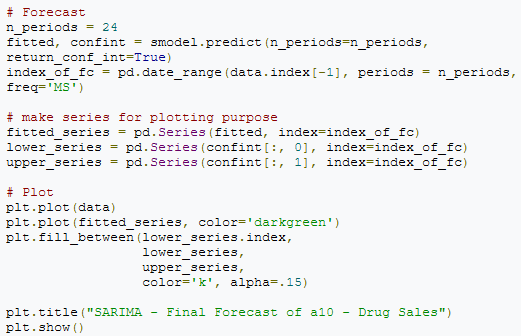 # Forecast
n_periods = 24
fitted, confint = smodel.predict(n_periods=n_periods,
return_conf_int=True)
index_of_fc = pd.date_range(data.index[-1], periods = n_periods,
freq='MS')
# make series for plotting purpose
fitted_series = pd.Series(fitted, index=index_of_fc)
lower_series = pd.Series(confint[:, 0], index=index_of_fc)
upper_series = pd.Series(confint[:, 1], index=index_of_fc)
# Plot
plt.plot(data)
plt.plot(fitted_series, color='darkgreen')
plt.fill_between(lower_series.index,
lower_series,
upper_series,
color='k', alpha=.15)
plt.title("SARIMA - Final Forecast of a10 - Drug Sales")
plt.show()